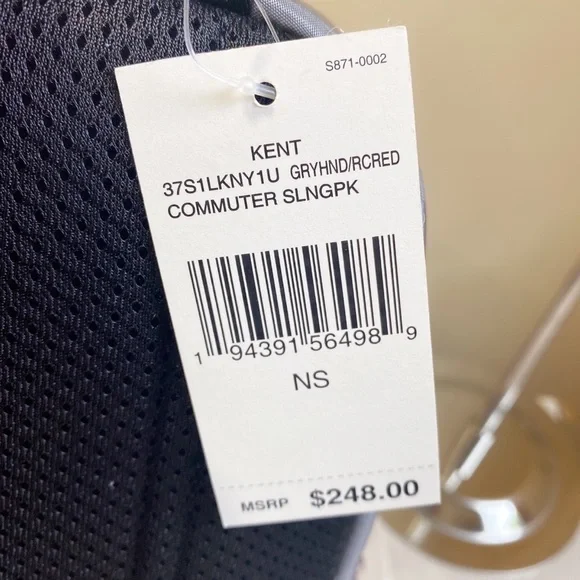 S871-0002
KENT
37S1LKNY1U GRYHND/RCRED
COMMUTER SLNGPK
1 94391 56498 9
NS
MSRP $248.00